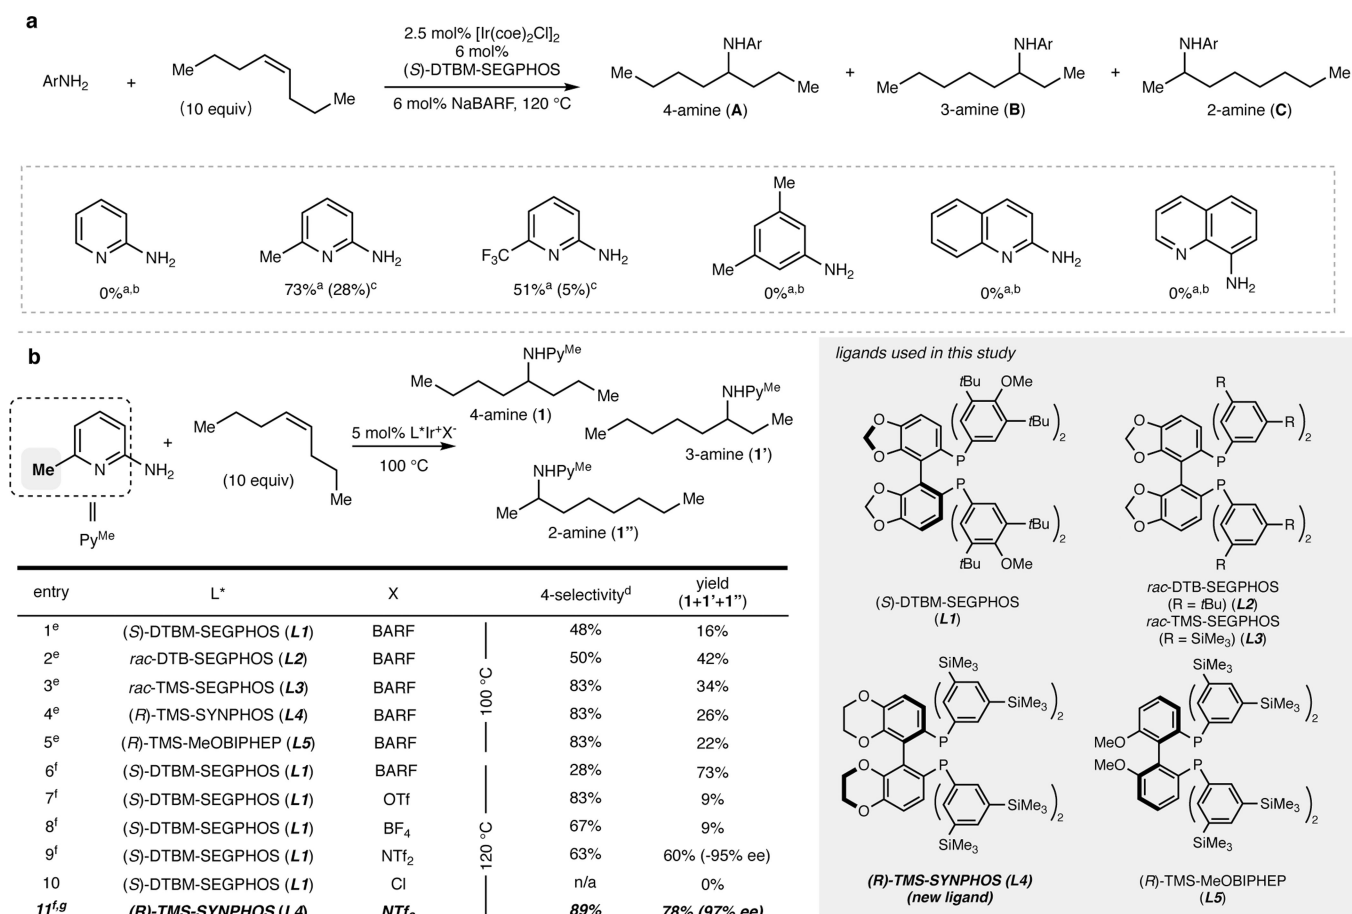 a
ArNH2
+
Me
Me
(10 equiv)
2.5 mol% [Ir(coe)2Cl]2
6 mol%
(S)-DTBM-SEGPHOS
6 mol% NaBARF, 120 °C
NHAr
Me
Me
4-amine (A)
+
NHAr
Me
Me
3-amine (B)
+
NHAr
Me
Me
2-amine (C)
N
NH2
0%a,b
Me
N
NH2
73%a (28%)c
F3C
N
NH2
51%a (5%)c
Me
Me
NH2
0%a,b
N
NH2
0%a,b
N
NH2
0%a,b
b
Me
N
NH2
PyMe
+
Me
Me
(10 equiv)
5 mol% L*Ir+X-
100 °C
NHPyMe
Me
Me
4-amine (1)
NHPyMe
Me
Me
3-amine (1')
NHPyMe
Me
Me
2-amine (1'')
entry L* X 4-selectivityd yield (1+1'+1'')
1e (S)-DTBM-SEGPHOS (L1) BARF 48% 16%
2e rac-DTB-SEGPHOS (L2) BARF 50% 42%
3e rac-TMS-SEGPHOS (L3) BARF 83% 34%
4e (R)-TMS-SYNPHOS (L4) BARF 83% 26%
5e (R)-TMS-MeOBIPHEP (L5) BARF 83% 22%
100 °C
6f (S)-DTBM-SEGPHOS (L1) BARF 28% 73%
7f (S)-DTBM-SEGPHOS (L1) OTf 83% 9%
8f (S)-DTBM-SEGPHOS (L1) BF4 67% 9%
9f (S)-DTBM-SEGPHOS (L1) NTf2 63% 60% (-95% ee)
10 (S)-DTBM-SEGPHOS (L1) Cl n/a 0%
11f,g (R)-TMS-SYNPHOS (L4) NTf2 89% 78% (97% ee)
120 °C
ligands used in this study
tBu
OMe
tBu
2
O
O
P
O
O
P
tBu
2
tBu
OMe
(S)-DTBM-SEGPHOS
(L1)
R
R
2
O
O
P
O
O
P
R
2
R
rac-DTB-SEGPHOS
(R = tBu) (L2)
rac-TMS-SEGPHOS
(R = SiMe3) (L3)
SiMe3
SiMe3
2
O
O
P
O
O
P
SiMe3
2
SiMe3
(R)-TMS-SYNPHOS (L4)
(new ligand)
SiMe3
SiMe3
2
MeO
P
MeO
P
SiMe3
2
SiMe3
(R)-TMS-MeOBIPHEP
(L5)